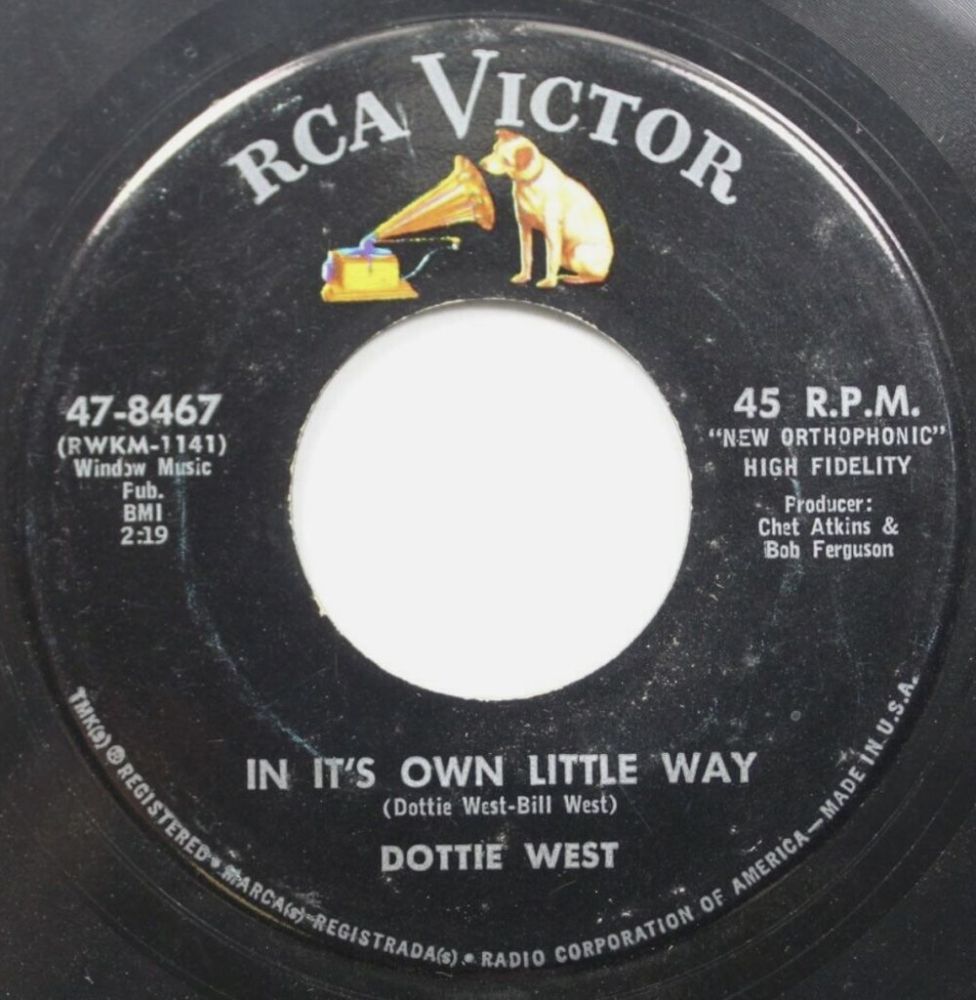 RCA VICTOR
47-8467
(RWKM-1141)
Window Music
Pub.
BMI
2:19
45 R.P.M.
"NEW ORTHOPHONIC"
HIGH FIDELITY
Producer:
Chet Atkins &
Bob Ferguson
IN IT'S OWN LITTLE WAY
(Dottie West-Bill West)
DOTTIE WEST
TMK(s) ® REGISTERED • MARCA(s) REGISTRADA(s) • RADIO CORPORATION OF AMERICA—MADE IN U.S.A.